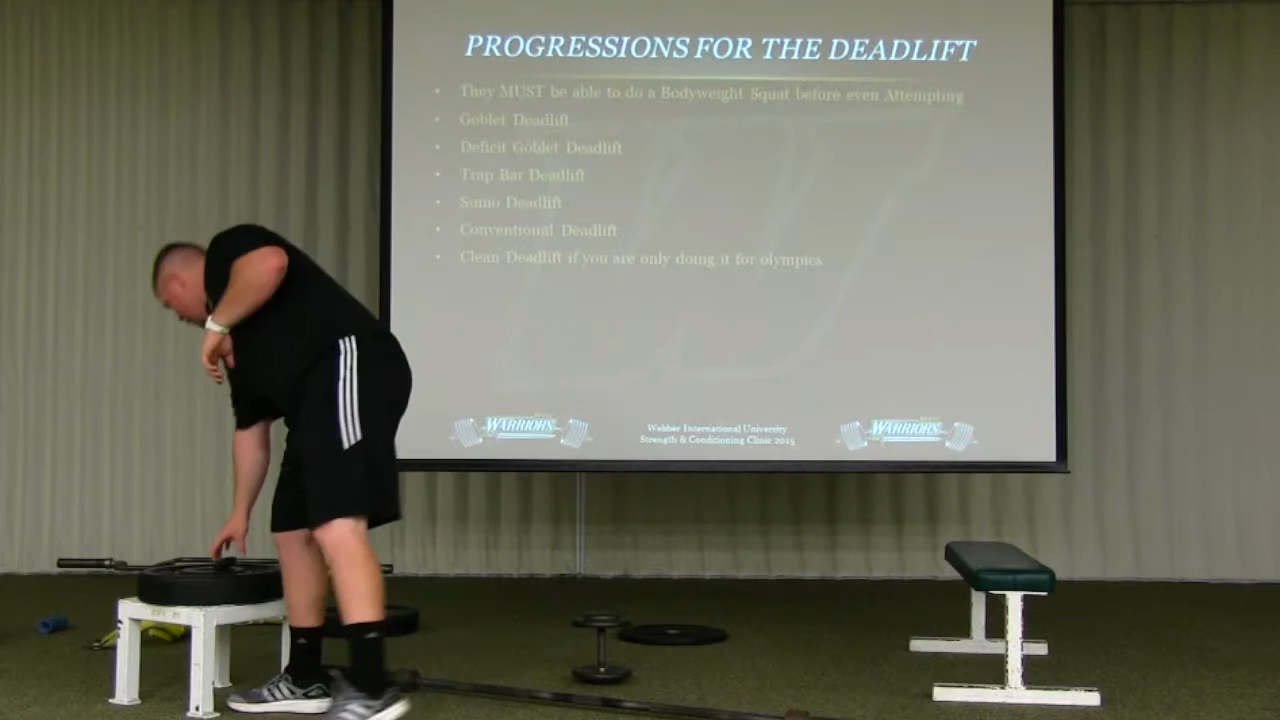 PROGRESSIONS FOR THE DEADLIFT
• They MUST be able to do a Bodyweight Squat before even Attempting
• Goblet Deadlift
• Deficit Goblet Deadlift
• Trap Bar Deadlift
• Sumo Deadlift
• Conventional Deadlift
• Clean Deadlift if you are only doing it for olympics
WARRIORS
Webber International University
Strength & Conditioning Clinic 2015
WARRIORS